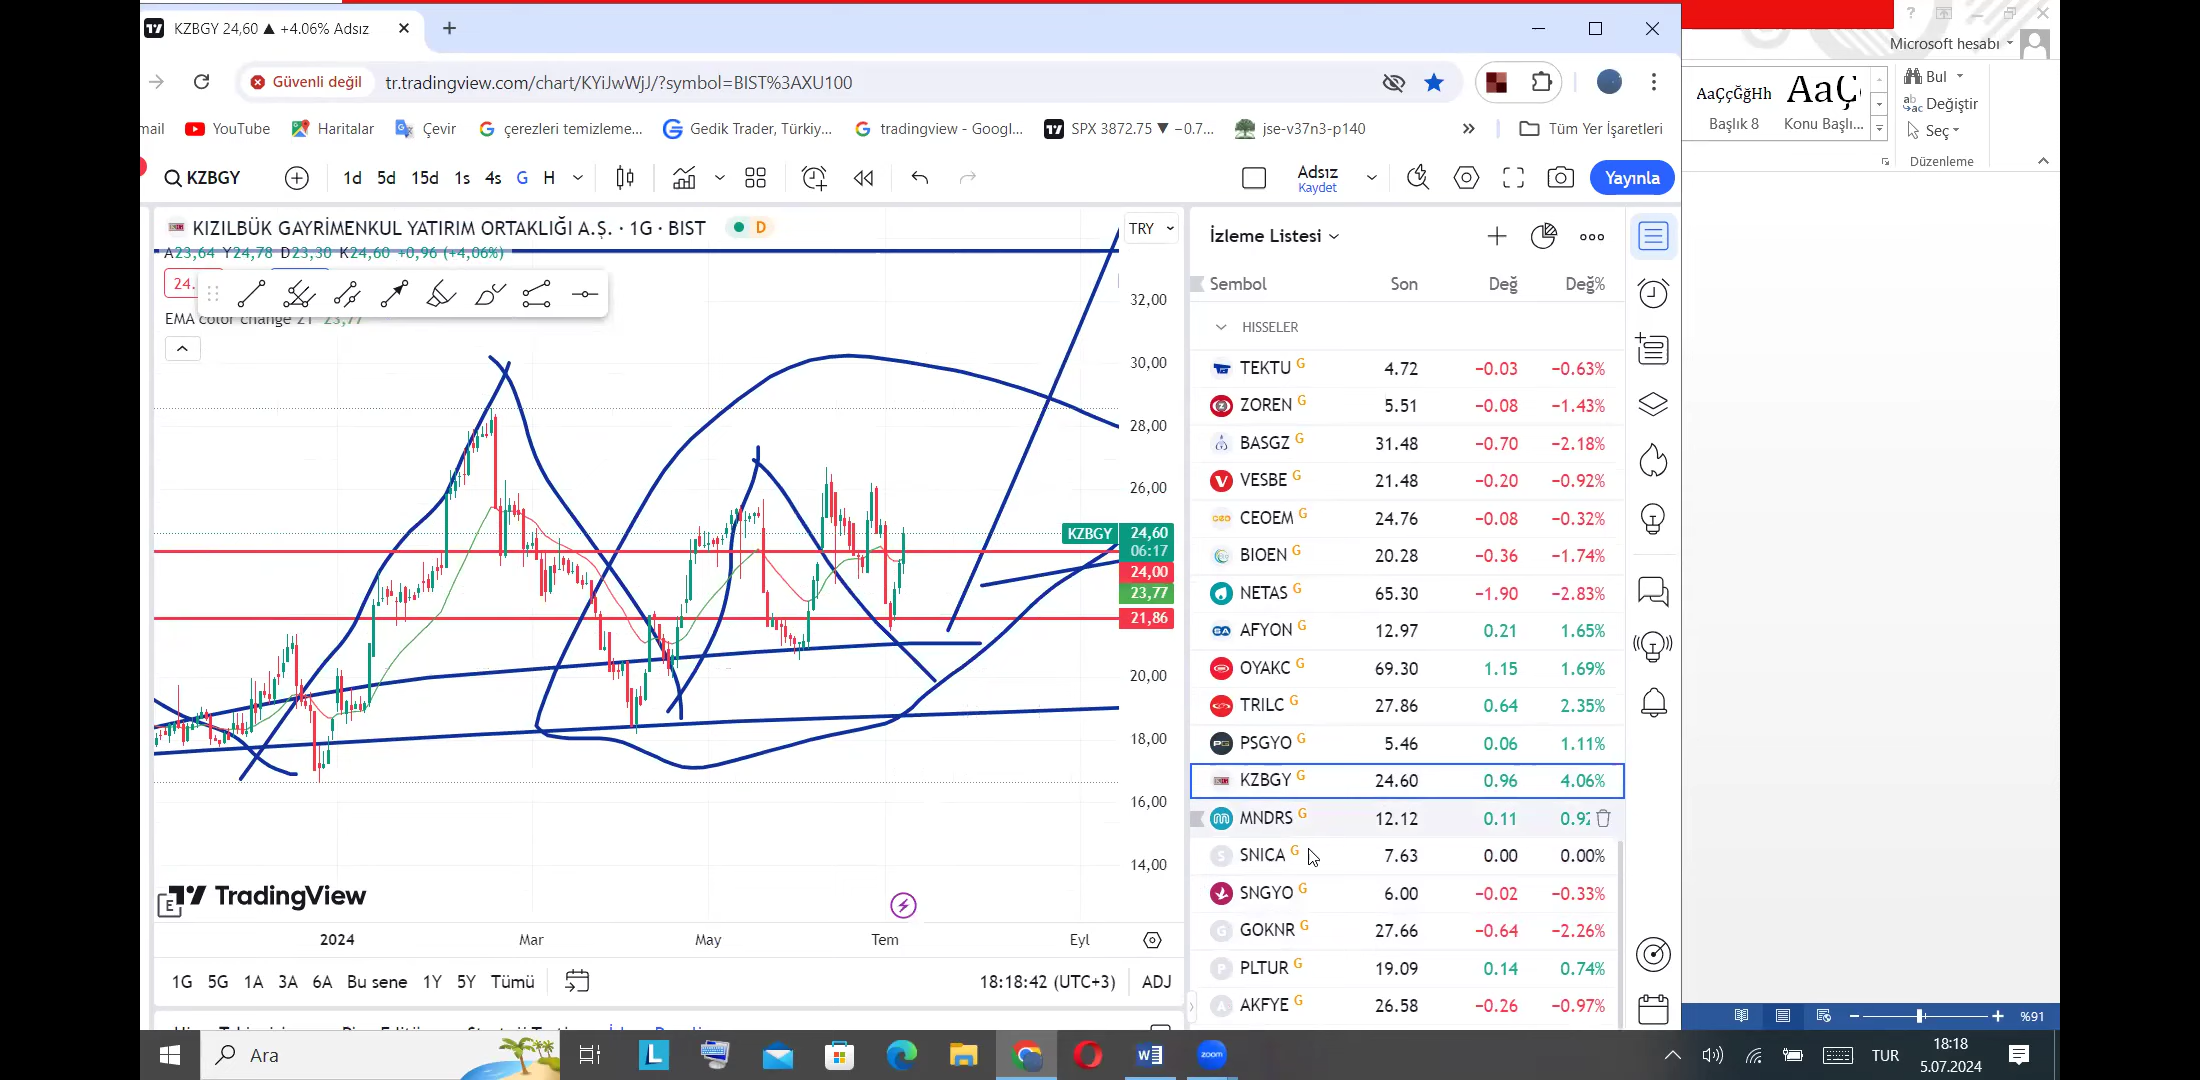 KZBGY 24,60 ▲ +4.06% Adsız
Microsoft hesabı
Güvenli değil
tr.tradingview.com/chart/KYiJwWjJ/?symbol=BIST%3AXU100
mail
YouTube
Haritalar
Çevir
çerezleri temizleme...
Gedik Trader, Türkiy...
tradingview - Googl...
SPX 3872.75 ▼ −0.7...
jse-v37n3-p140
»
Tüm Yer İşaretleri
AaÇçĞğHh
Başlık 8
AaÇ
Konu Başlı...
Bul
Değiştir
Seç
Düzenleme
KZBGY
1d 5d 15d 1s 4s G H
Adsız
Kaydet
Yayınla
KIZILBÜK GAYRİMENKUL YATIRIM ORTAKLIĞI A.Ş. · 1G · BIST
D
TRY
A23,64 Y24,78 D23,30 K24,60 +0,96 (+4,06%)
24.
EMA color change 21 23,77
32,00
30,00
28,00
26,00
KZBGY 24,60
06:17
24,00
23,77
21,86
20,00
18,00
16,00
14,00
TradingView
2024 Mar May Tem Eyl
1G 5G 1A 3A 6A Bu sene 1Y 5Y Tümü
18:18:42 (UTC+3) ADJ
İzleme Listesi
Sembol Son Değ Değ%
HISSELER
TEKTU G 4.72 −0.03 −0.63%
ZOREN G 5.51 −0.08 −1.43%
BASGZ G 31.48 −0.70 −2.18%
VESBE G 21.48 −0.20 −0.92%
CEOEM G 24.76 −0.08 −0.32%
BIOEN G 20.28 −0.36 −1.74%
NETAS G 65.30 −1.90 −2.83%
AFYON G 12.97 0.21 1.65%
OYAKC G 69.30 1.15 1.69%
TRILC G 27.86 0.64 2.35%
PSGYO G 5.46 0.06 1.11%
KZBGY G 24.60 0.96 4.06%
MNDRS G 12.12 0.11 0.92
SNICA G 7.63 0.00 0.00%
SNGYO G 6.00 −0.02 −0.33%
GOKNR G 27.66 −0.64 −2.26%
PLTUR G 19.09 0.14 0.74%
AKFYE G 26.58 −0.26 −0.97%
%91
Ara
zoom
TUR
18:18
5.07.2024